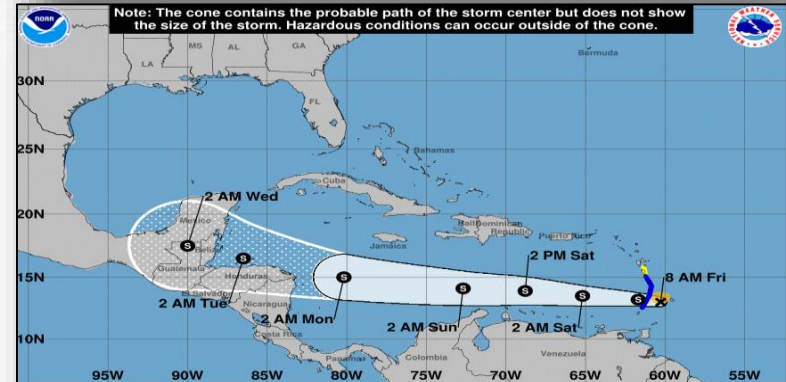 Note: The cone contains the probable path of the storm center but does not show
the size of the storm. Hazardous conditions can occur outside of the cone.
NOAA
MS
AL
GA
LA
Bermuda
30N
FL
25N
Bahamas
Cuba
2 AM Wed
20N
Mexico
Haiti
Dominican
Republic
Puerto Rico
Belize
Jamaica
2 PM Sat
8 AM Fri
15N
Guatemala
Honduras
El Salvador
2 AM Tue
Nicaragua
2 AM Mon
2 AM Sun
2 AM Sat
10N
Costa Rica
Panama
Colombia
Venezuela
95W
90W
85W
80W
75W
70W
65W
60W
55W
S
S
S
S
S
S
S